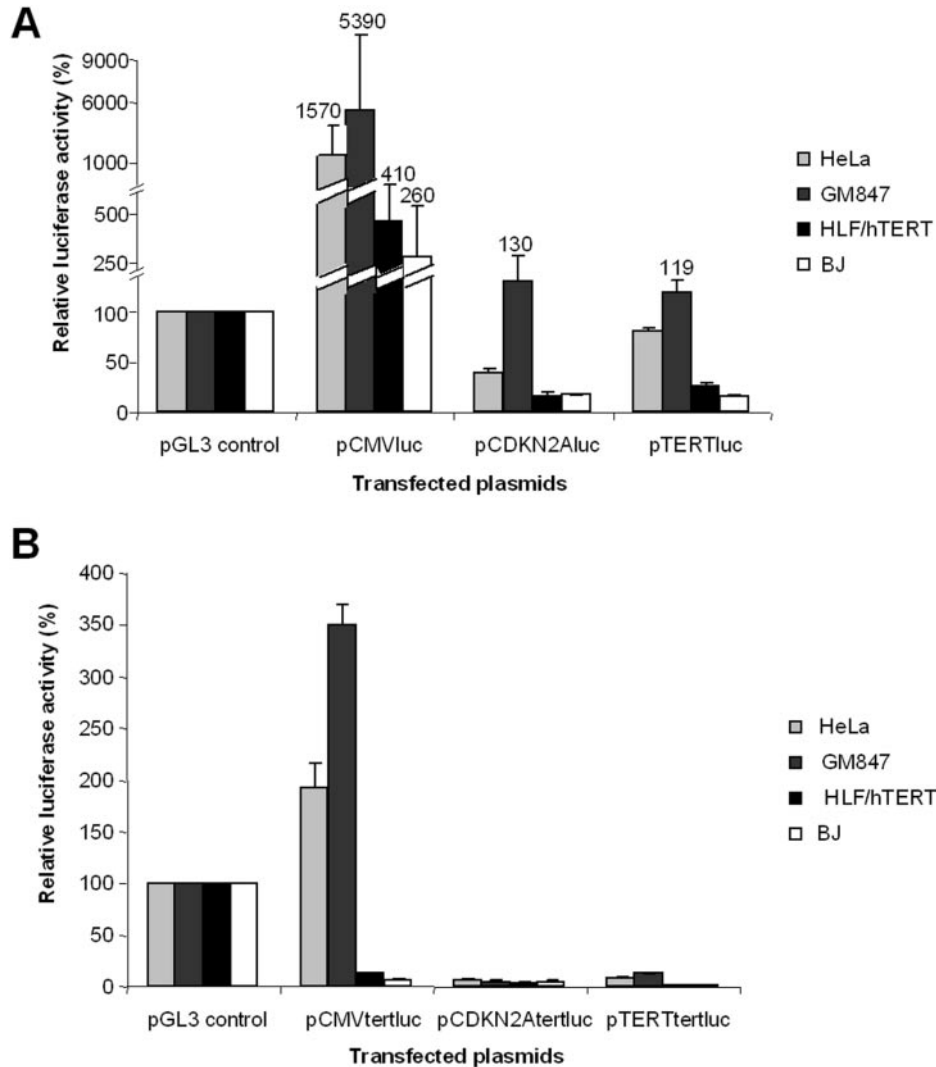 A
Relative luciferase activity (%)
9000
6000
1000
500
250
100
50
0
1570
5390
410
260
130
119
pGL3 control
pCMVluc
pCDKN2Aluc
pTERTluc
Transfected plasmids
HeLa
GM847
HLF/hTERT
BJ
B
Relative luciferase activity (%)
400
350
300
250
200
150
100
50
0
pGL3 control
pCMVtertluc
pCDKN2Atertluc
pTERTtertluc
Transfected plasmids
HeLa
GM847
HLF/hTERT
BJ